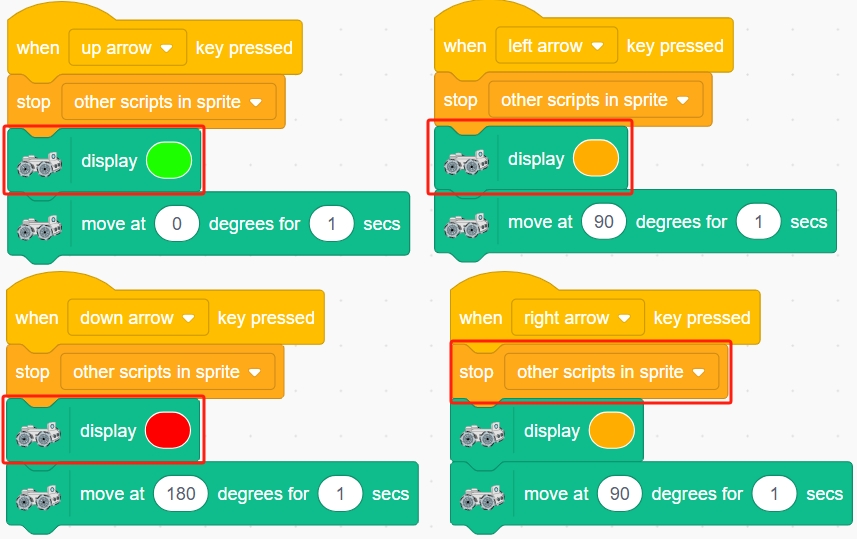 when up arrow key pressed
stop other scripts in sprite
display
move at 0 degrees for 1 secs
when left arrow key pressed
stop other scripts in sprite
display
move at 90 degrees for 1 secs
when down arrow key pressed
stop other scripts in sprite
display
move at 180 degrees for 1 secs
when right arrow key pressed
stop other scripts in sprite
display
move at 90 degrees for 1 secs